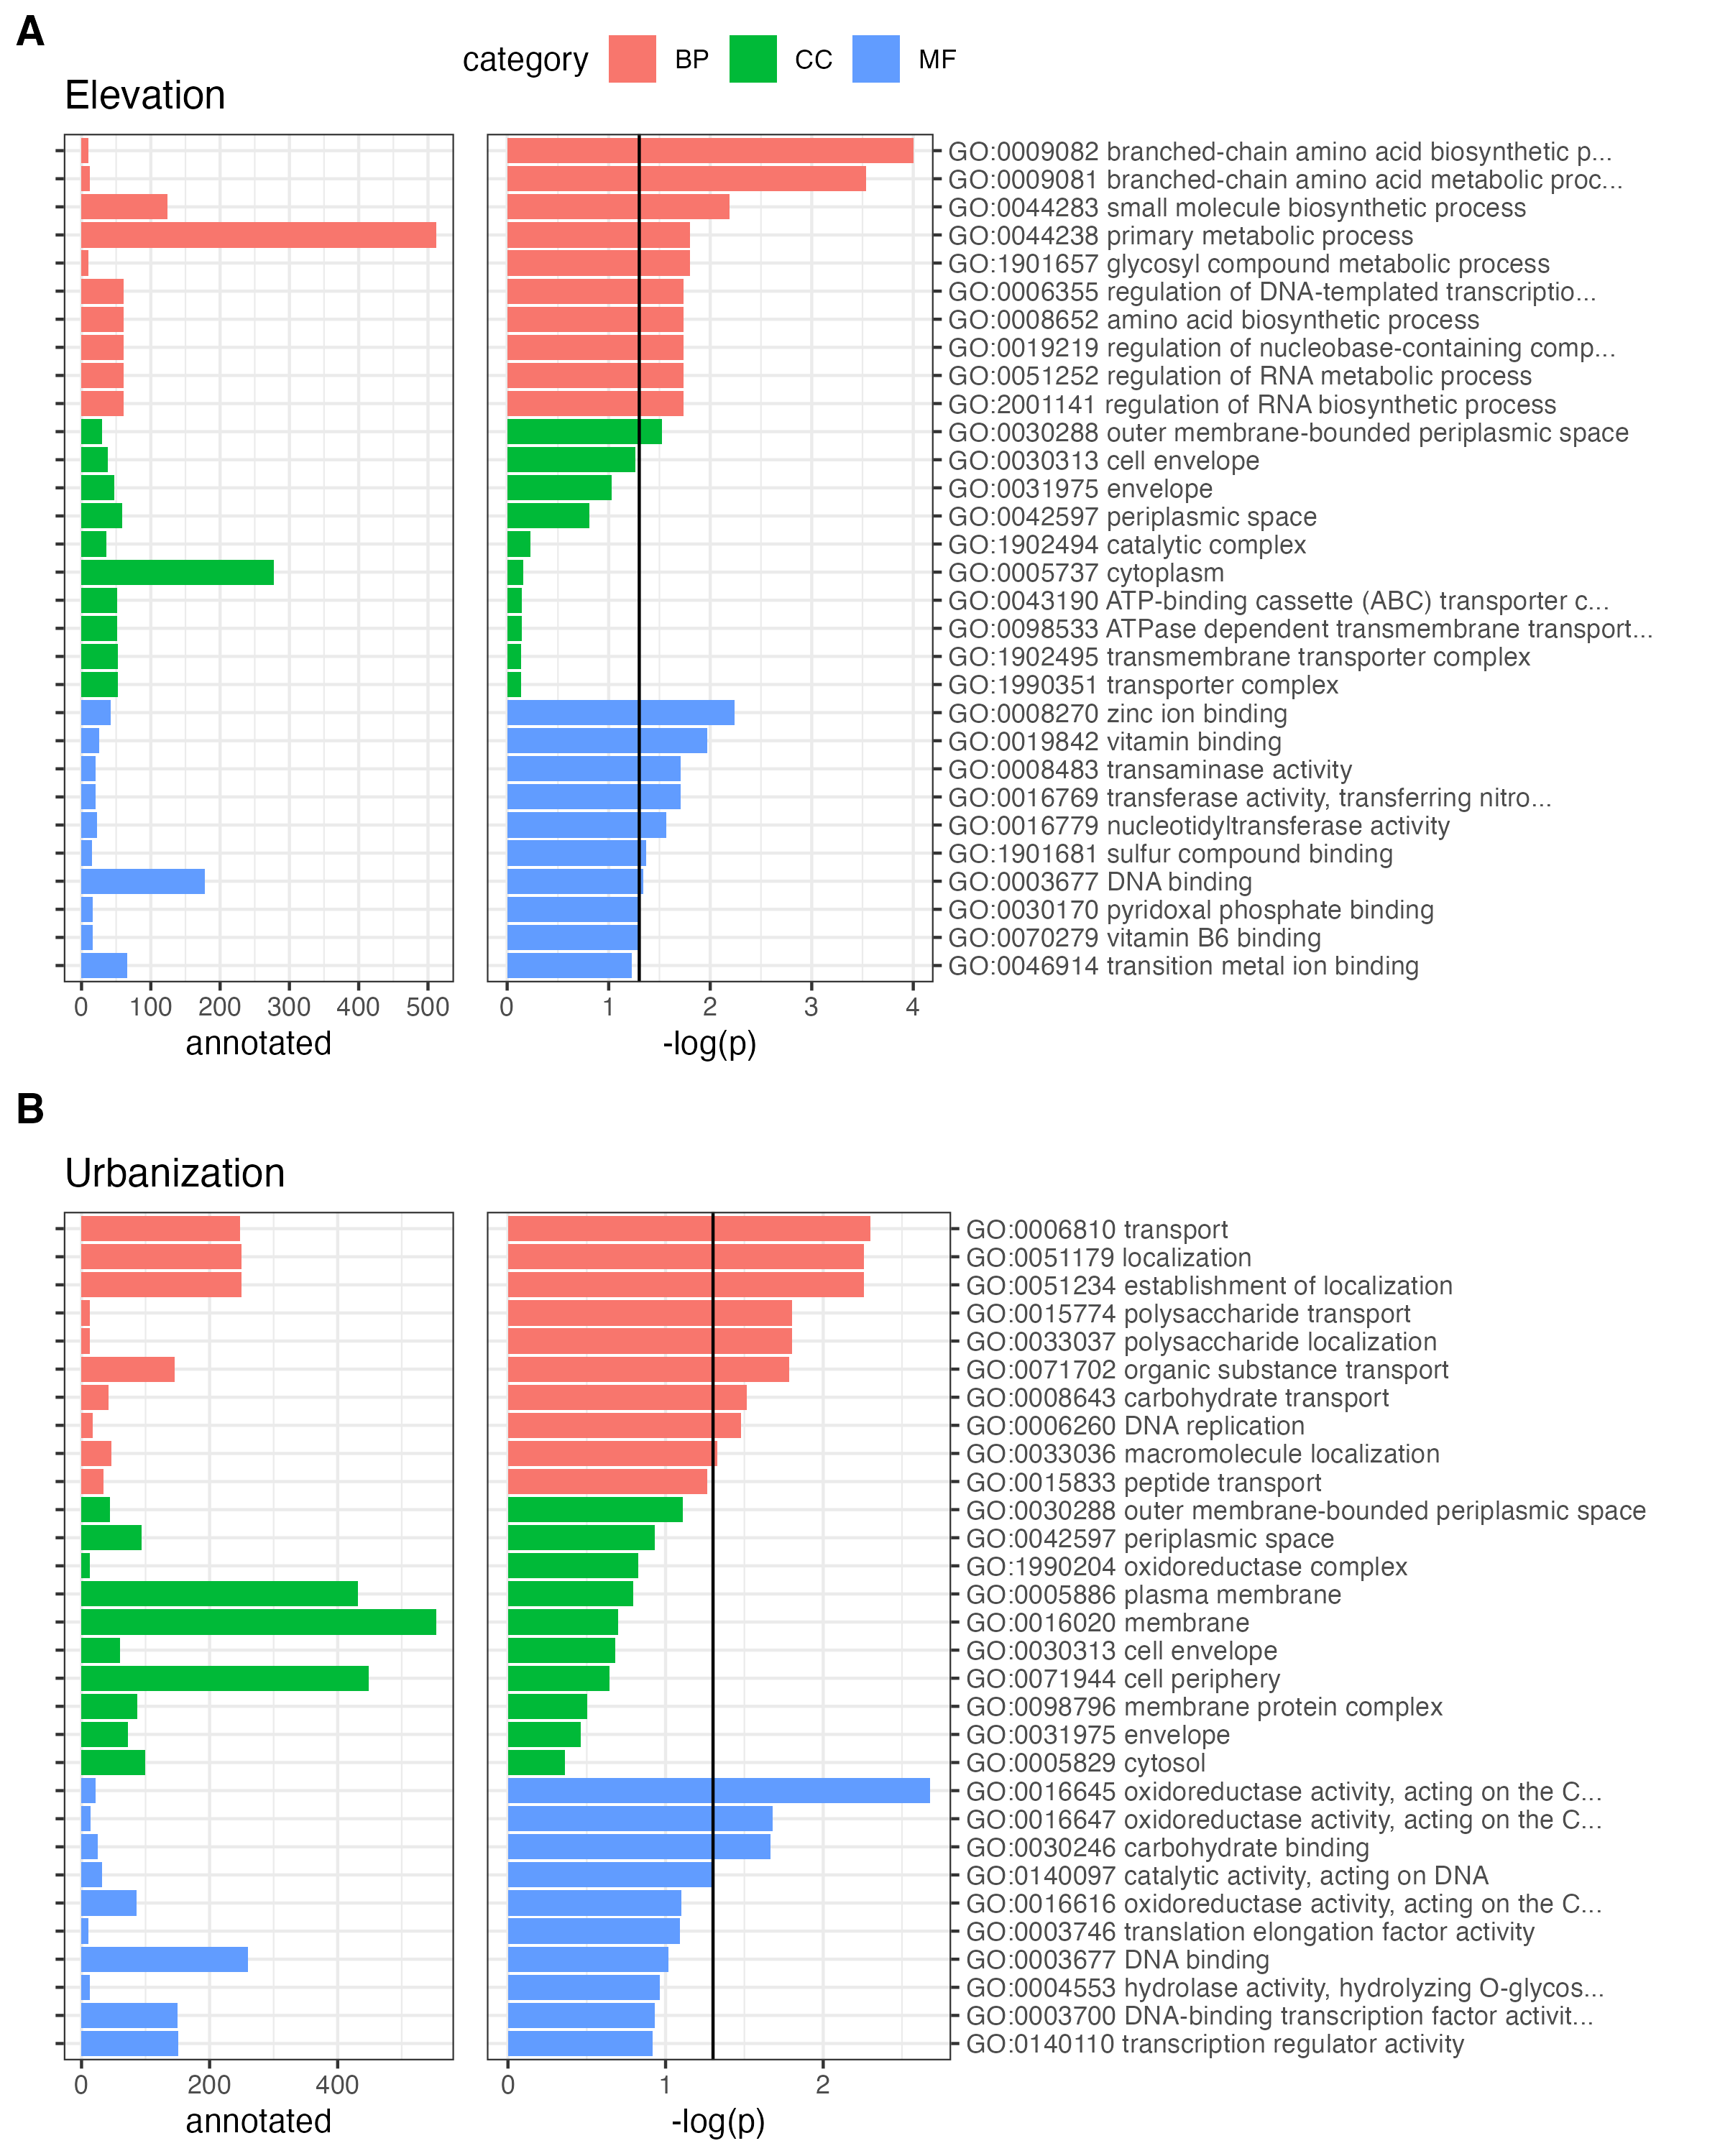 A
category BP CC MF
Elevation
GO:0009082 branched-chain amino acid biosynthetic p...
GO:0009081 branched-chain amino acid metabolic proc...
GO:0044283 small molecule biosynthetic process
GO:0044238 primary metabolic process
GO:1901657 glycosyl compound metabolic process
GO:0006355 regulation of DNA-templated transcriptio...
GO:0008652 amino acid biosynthetic process
GO:0019219 regulation of nucleobase-containing comp...
GO:0051252 regulation of RNA metabolic process
GO:2001141 regulation of RNA biosynthetic process
GO:0030288 outer membrane-bounded periplasmic space
GO:0030313 cell envelope
GO:0031975 envelope
GO:0042597 periplasmic space
GO:1902494 catalytic complex
GO:0005737 cytoplasm
GO:0043190 ATP-binding cassette (ABC) transporter c...
GO:0098533 ATPase dependent transmembrane transport...
GO:1902495 transmembrane transporter complex
GO:1990351 transporter complex
GO:0008270 zinc ion binding
GO:0019842 vitamin binding
GO:0008483 transaminase activity
GO:0016769 transferase activity, transferring nitro...
GO:0016779 nucleotidyltransferase activity
GO:1901681 sulfur compound binding
GO:0003677 DNA binding
GO:0030170 pyridoxal phosphate binding
GO:0070279 vitamin B6 binding
GO:0046914 transition metal ion binding
0 100 200 300 400 500 0 1 2 3 4
annotated -log(p)
B
Urbanization
GO:0006810 transport
GO:0051179 localization
GO:0051234 establishment of localization
GO:0015774 polysaccharide transport
GO:0033037 polysaccharide localization
GO:0071702 organic substance transport
GO:0008643 carbohydrate transport
GO:0006260 DNA replication
GO:0033036 macromolecule localization
GO:0015833 peptide transport
GO:0030288 outer membrane-bounded periplasmic space
GO:0042597 periplasmic space
GO:1990204 oxidoreductase complex
GO:0005886 plasma membrane
GO:0016020 membrane
GO:0030313 cell envelope
GO:0071944 cell periphery
GO:0098796 membrane protein complex
GO:0031975 envelope
GO:0005829 cytosol
GO:0016645 oxidoreductase activity, acting on the C...
GO:0016647 oxidoreductase activity, acting on the C...
GO:0030246 carbohydrate binding
GO:0140097 catalytic activity, acting on DNA
GO:0016616 oxidoreductase activity, acting on the C...
GO:0003746 translation elongation factor activity
GO:0003677 DNA binding
GO:0004553 hydrolase activity, hydrolyzing O-glycos...
GO:0003700 DNA-binding transcription factor activit...
GO:0140110 transcription regulator activity
0 200 400 0 1 2
annotated -log(p)